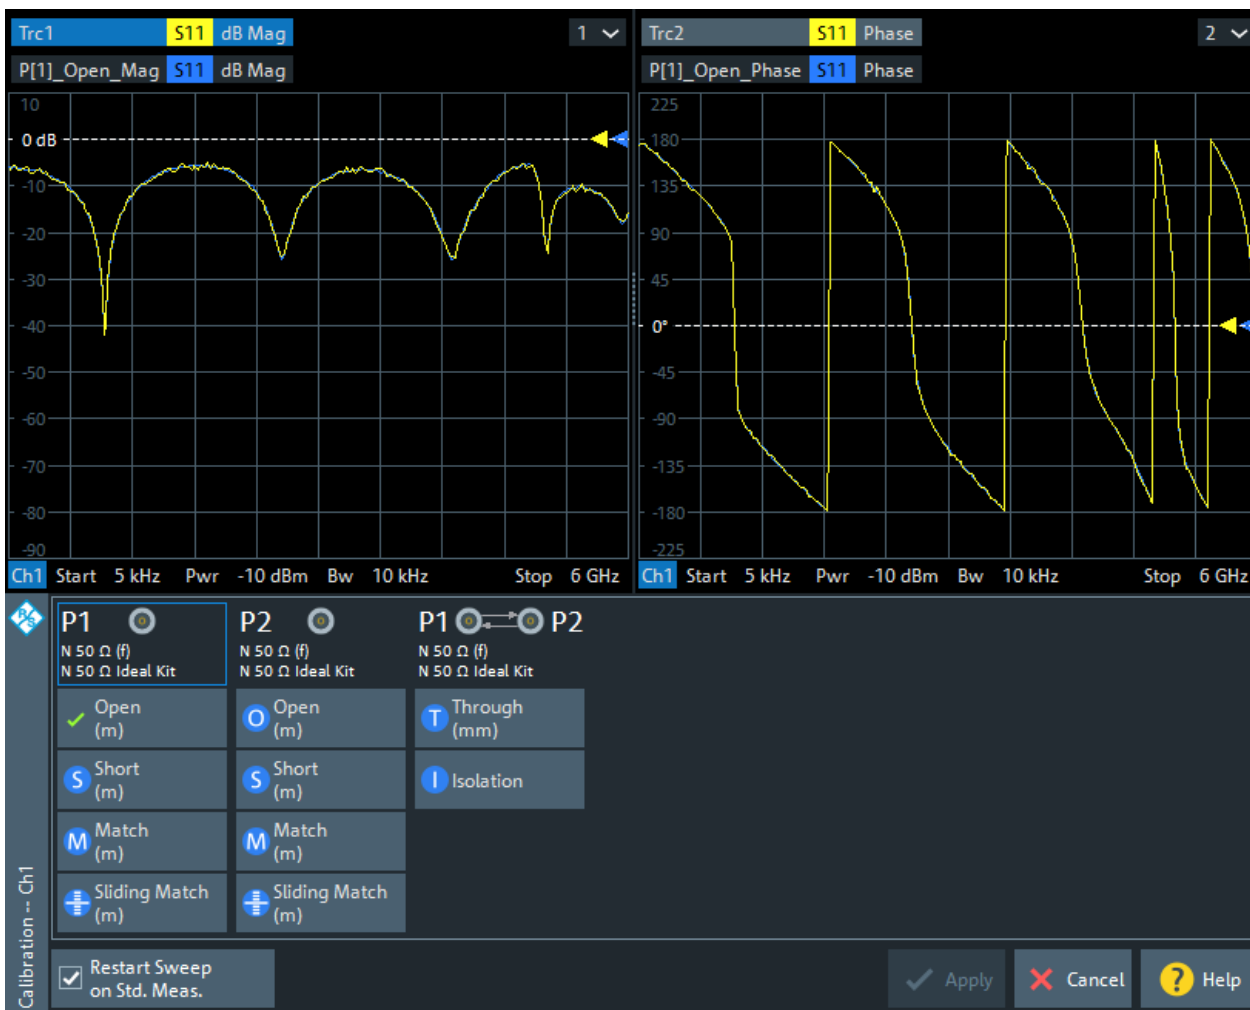 Trc1 S11 dB Mag 1
P[1]_Open_Mag S11 dB Mag
10
0 dB
-10
-20
-30
-40
-50
-60
-70
-80
-90
Ch1 Start 5 kHz Pwr -10 dBm Bw 10 kHz Stop 6 GHz
Trc2 S11 Phase 2
P[1]_Open_Phase S11 Phase
225
180
135
90
45
0°
-45
-90
-135
-180
-225
Ch1 Start 5 kHz Pwr -10 dBm Bw 10 kHz Stop 6 GHz
R/S
Calibration -- Ch1
P1
N 50 Ω (f)
N 50 Ω Ideal Kit
Open
(m)
S Short
(m)
M Match
(m)
Sliding Match
(m)
P2
N 50 Ω (f)
N 50 Ω Ideal Kit
O Open
(m)
S Short
(m)
M Match
(m)
Sliding Match
(m)
P1 P2
N 50 Ω (f)
N 50 Ω Ideal Kit
T Through
(mm)
I Isolation
Restart Sweep
on Std. Meas.
Apply
Cancel
? Help